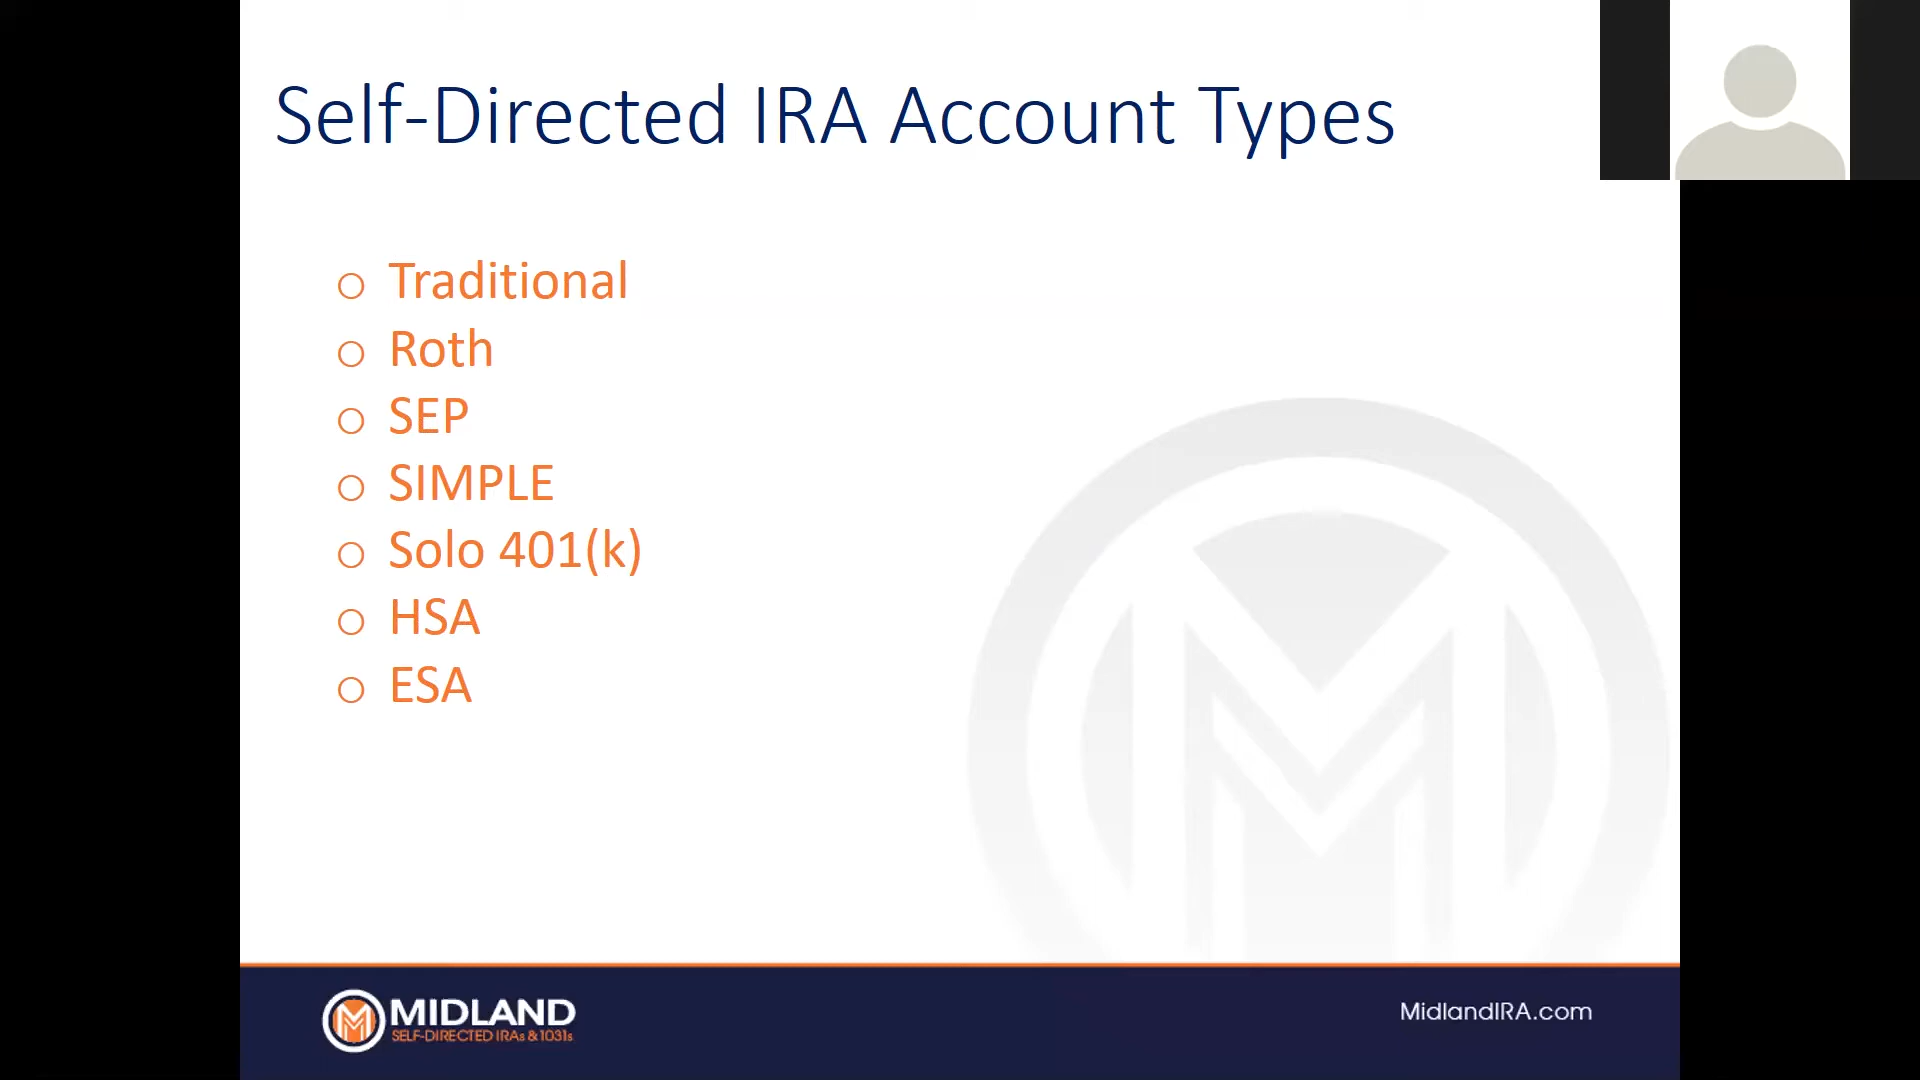 Self-Directed IRA Account Types
Traditional
Roth
SEP
SIMPLE
Solo 401(k)
HSA
ESA
MIDLAND
SELF-DIRECTED IRAs & 1031s
MidlandIRA.com